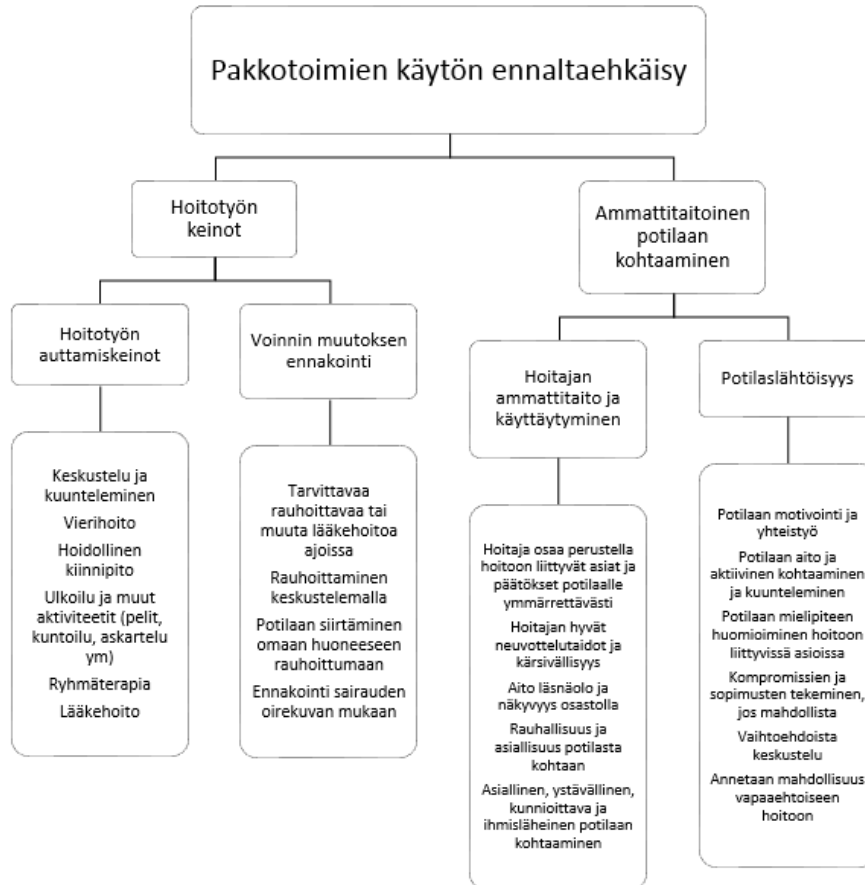 Pakkotoimien käytön ennaltaehkäisy
Hoitotyön
keinot
Ammattitaitoinen
potilaan
kohtaaminen
Hoitotyön
auttamiskeinot
Voinnin muutoksen
ennakointi
Hoitajan
ammattitaito ja
käyttäytyminen
Potilaslähtöisyys
Keskustelu ja
kuunteleminen
Vierihoito
Hoidollinen
kiinnipito
Ulkoilu ja muut
aktiviteetit (pelit,
kuntoilu, askartelu
ym)
Ryhmäterapia
Lääkehoito
Tarvittavaa
rauhoittavaa tai
muuta lääkehoitoa
ajoissa
Rauhoittaminen
keskustelemalla
Potilaan siirtäminen
omaan huoneeseen
rauhoittumaan
Ennakointi sairauden
oirekuvan mukaan
Hoitaja osaa perustella
hoitoon liittyvät asiat ja
päätökset potilaalle
ymmärrettävästi
Hoitajan hyvät
neuvottelutaidot ja
kärsivällisyys
Aito läsnäolo ja
näkyvyys osastolla
Rauhallisuus ja
asiallisuus potilasta
kohtaan
Asiallinen, ystävällinen,
kunnioittava ja
ihmisläheinen potilaan
kohtaaminen
Potilaan motivointi ja
yhteistyö
Potilaan aito ja
aktiivinen kohtaaminen
ja kuunteleminen
Potilaan mielipiteen
huomioiminen hoitoon
liittyvissä asioissa
Kompromissien ja
sopimusten tekeminen,
jos mahdollista
Vaihtoehdoista
keskustelu
Annetaan mahdollisuus
vapaaehtoiseen
hoitoon